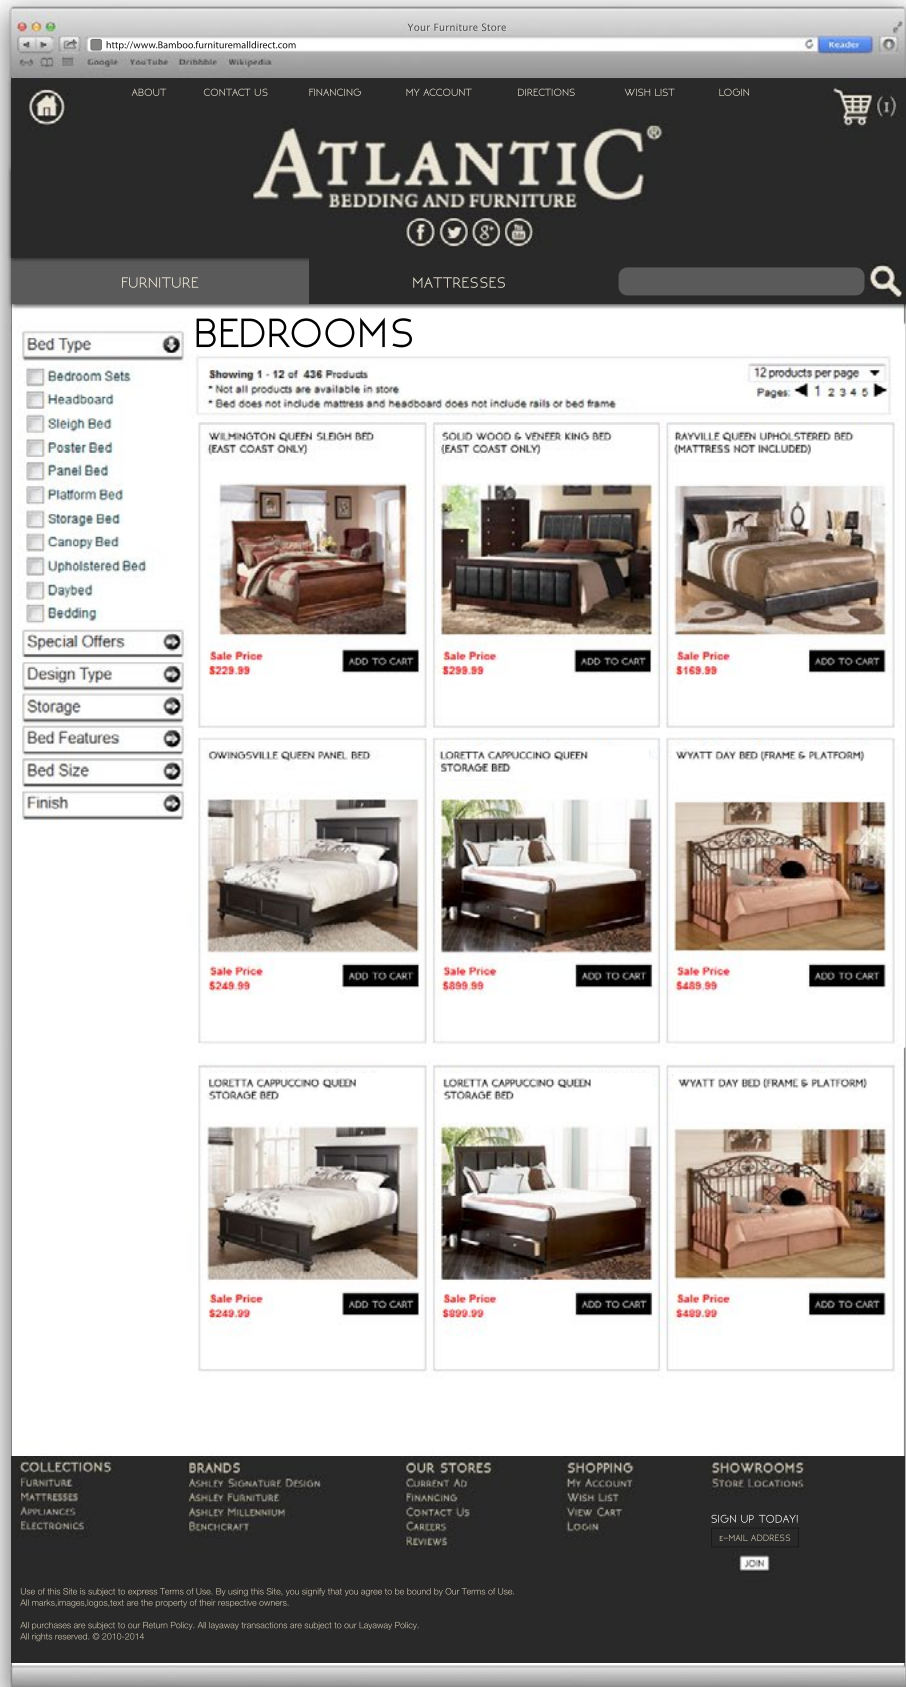 Your Furniture Store
http://www.Bamboo.furnituremalldirect.com
Reader
Google YouTube Dribbble Wikipedia
ABOUT CONTACT US FINANCING MY ACCOUNT DIRECTIONS WISH LIST LOGIN
(1)
ATLANTIC®
BEDDING AND FURNITURE
f g+ You Tube
FURNITURE MATTRESSES
BEDROOMS
Bed Type
Bedroom Sets
Headboard
Sleigh Bed
Poster Bed
Panel Bed
Platform Bed
Storage Bed
Canopy Bed
Upholstered Bed
Daybed
Bedding
Special Offers
Design Type
Storage
Bed Features
Bed Size
Finish
Showing 1 - 12 of 436 Products
* Not all products are available in store
* Bed does not include mattress and headboard does not include rails or bed frame
12 products per page
Pages: 1 2 3 4 5
WILMINGTON QUEEN SLEIGH BED
(EAST COAST ONLY)
Sale Price
$229.99
ADD TO CART
SOLID WOOD & VENEER KING BED
(EAST COAST ONLY)
Sale Price
$299.99
ADD TO CART
RAYVILLE QUEEN UPHOLSTERED BED
(MATTRESS NOT INCLUDED)
Sale Price
$169.99
ADD TO CART
OWINGSVILLE QUEEN PANEL BED
Sale Price
$249.99
ADD TO CART
LORETTA CAPPUCCINO QUEEN
STORAGE BED
Sale Price
$899.99
ADD TO CART
WYATT DAY BED (FRAME & PLATFORM)
Sale Price
$489.99
ADD TO CART
LORETTA CAPPUCCINO QUEEN
STORAGE BED
Sale Price
$249.99
ADD TO CART
LORETTA CAPPUCCINO QUEEN
STORAGE BED
Sale Price
$899.99
ADD TO CART
WYATT DAY BED (FRAME & PLATFORM)
Sale Price
$489.99
ADD TO CART
COLLECTIONS
FURNITURE
MATTRESSES
APPLIANCES
ELECTRONICS
BRANDS
ASHLEY SIGNATURE DESIGN
ASHLEY FURNITURE
ASHLEY MILLENNIUM
BENCHCRAFT
OUR STORES
CURRENT AD
FINANCING
CONTACT US
CAREERS
REVIEWS
SHOPPING
MY ACCOUNT
WISH LIST
VIEW CART
LOGIN
SHOWROOMS
STORE LOCATIONS
SIGN UP TODAY!
E-MAIL ADDRESS
JOIN
Use of this Site is subject to express Terms of Use. By using this Site, you signify that you agree to be bound by Our Terms of Use.
All marks,images,logos,text are the property of their respective owners.
All purchases are subject to our Return Policy. All layaway transactions are subject to our Layaway Policy.
All rights reserved. © 2010-2014